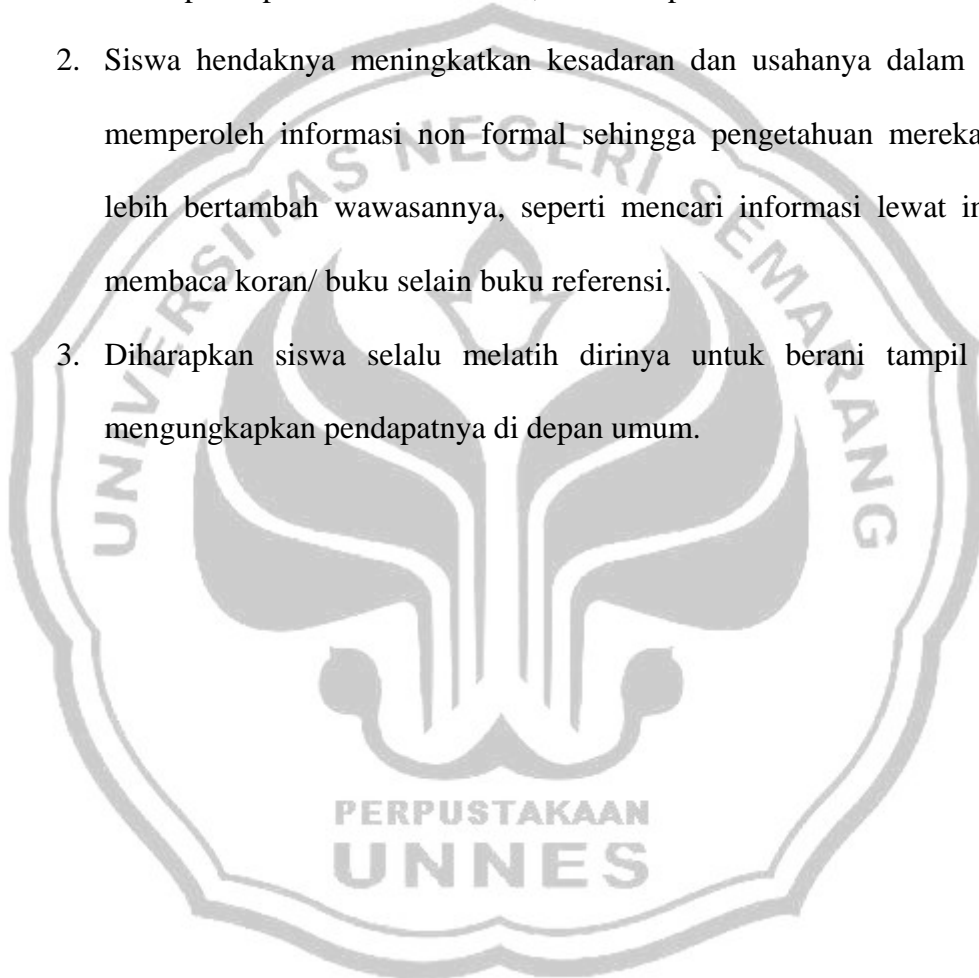 2. Siswa hendaknya meningkatkan kesadaran dan usahanya dalam
memperoleh informasi non formal sehingga pengetahuan mereka
lebih bertambah wawasannya, seperti mencari informasi lewat
membaca koran/ buku selain buku referensi.
3. Diharapkan siswa selalu melatih dirinya untuk berani tampil
mengungkapkan pendapatnya di depan umum.
UNIVERSITAS NEGERI SEMARANG
PERPUSTAKAAN
UNNES